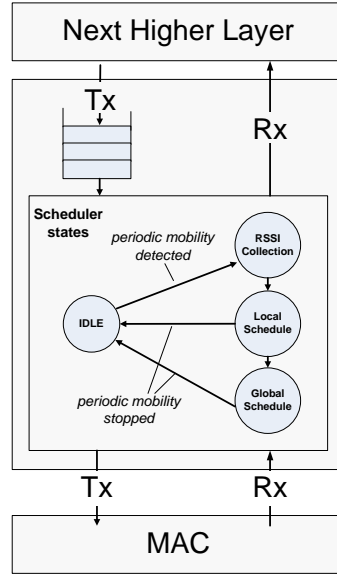 Next Higher Layer
Tx
Rx
Scheduler
states
periodic mobility
detected
RSSI
Collection
IDLE
Local
Schedule
periodic mobility
stopped
Global
Schedule
Tx
Rx
MAC